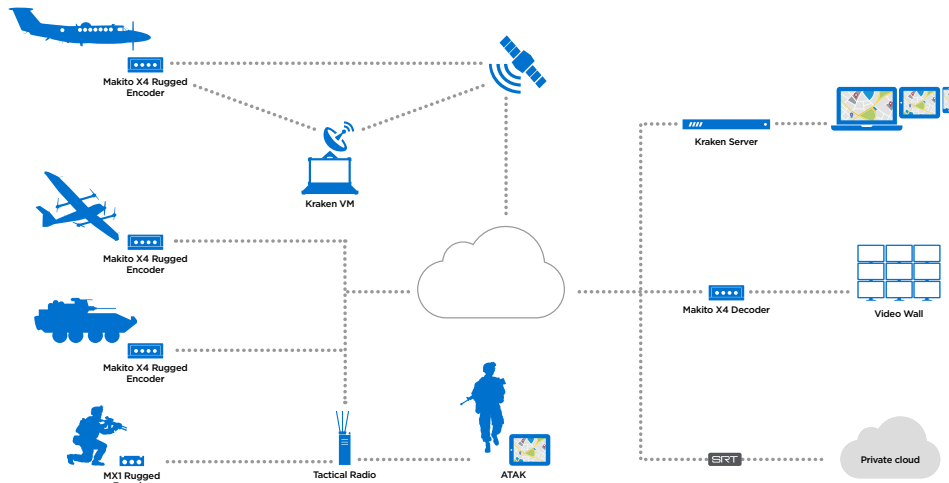 Makito X4 Rugged
Encoder
Kraken VM
Kraken Server
Makito X4 Rugged
Encoder
Makito X4 Decoder
Video Wall
Makito X4 Rugged
Encoder
MX1 Rugged
Tactical Radio
ATAK
SRT
Private cloud